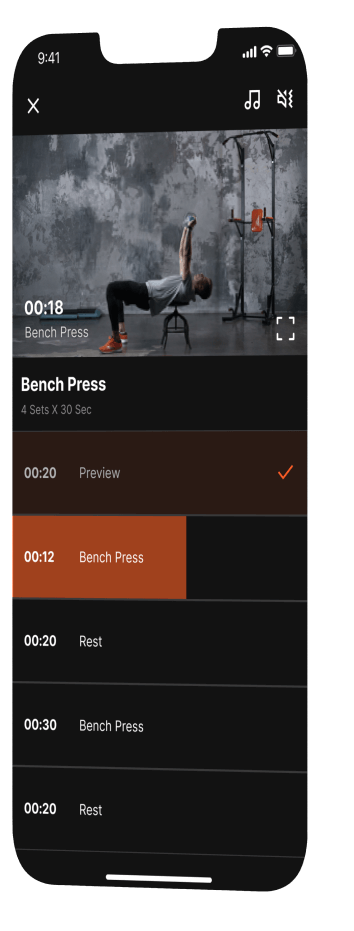 9:41
00:18
Bench Press
Bench Press
4 Sets X 30 Sec
00:20 Preview
00:12 Bench Press
00:20 Rest
00:30 Bench Press
00:20 Rest